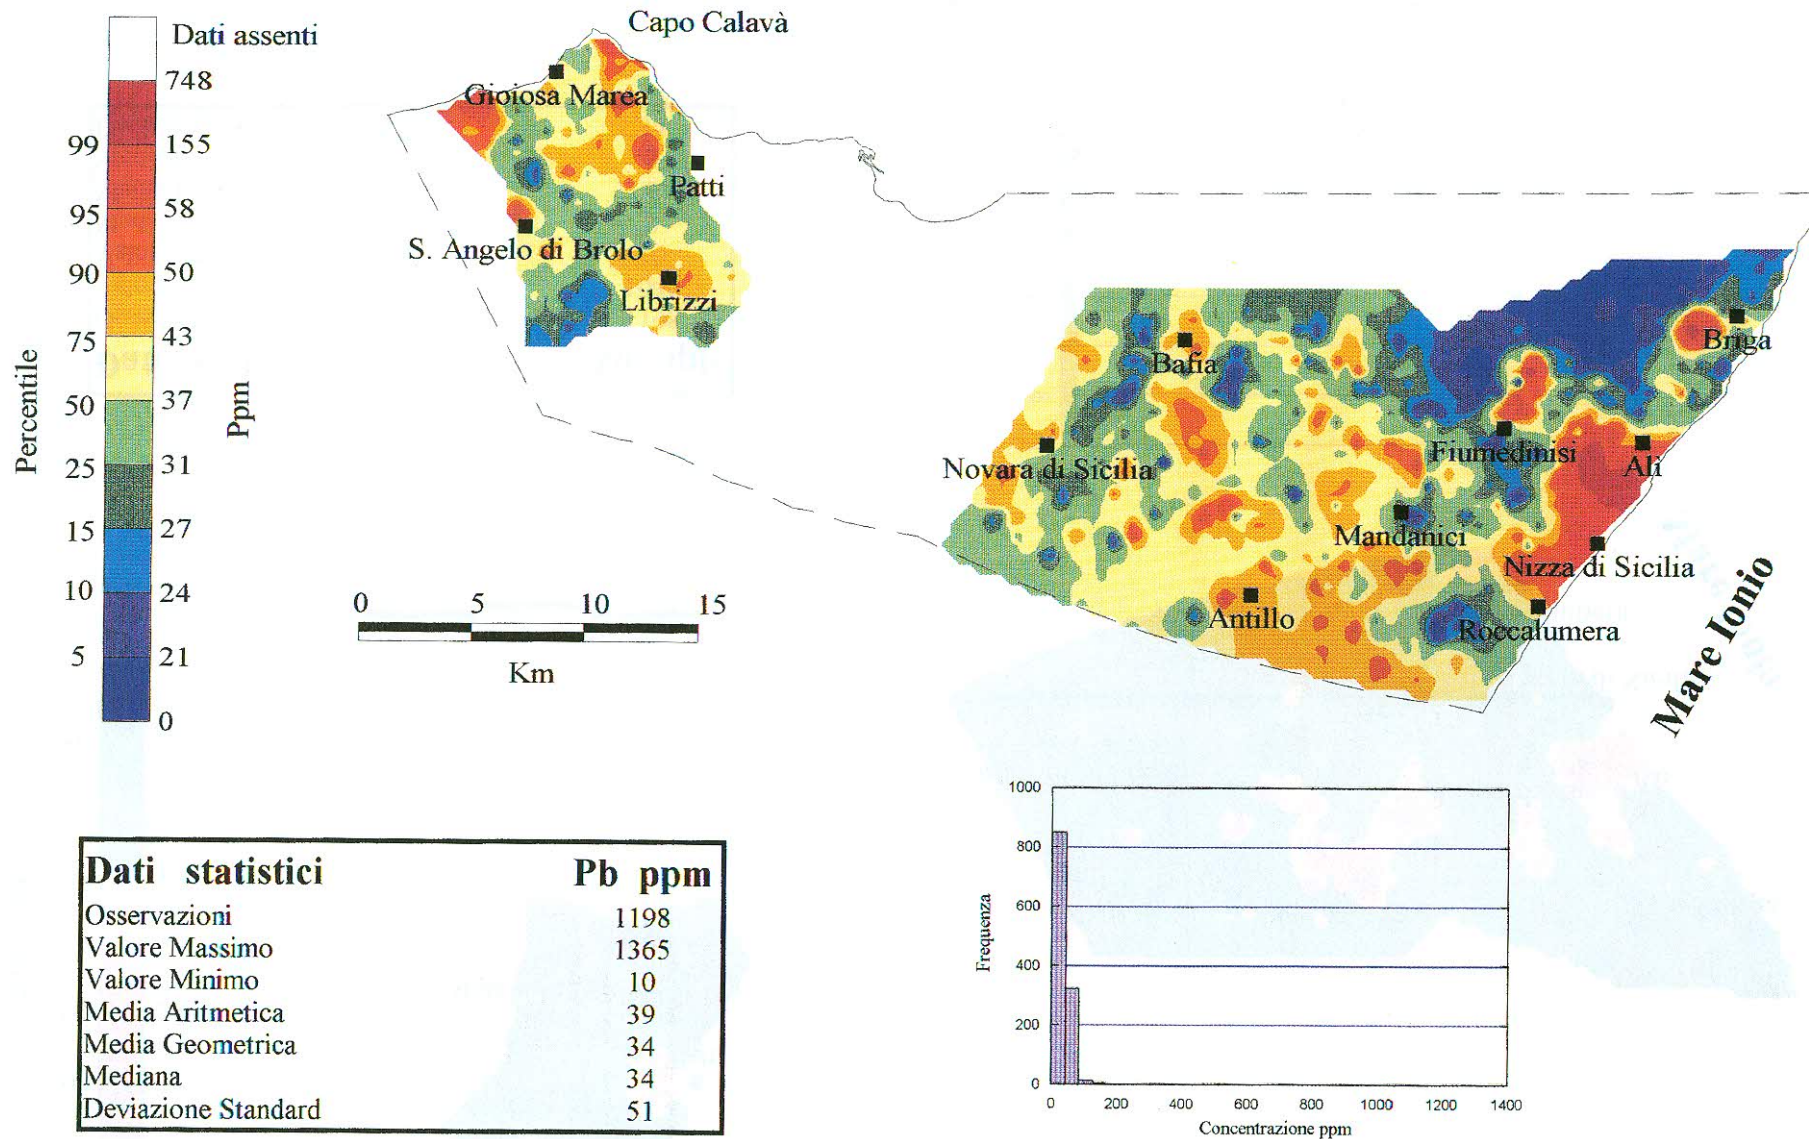 Dati assenti
748
99 155
95 58
90 50
75 43
50 37
25 31
15 27
10 24
5 21
0
Percentile
Ppm
Capo Calavà
Gioiosa Marea
Patti
S. Angelo di Brolo
Librizzi
Bafia
Briga
Novara di Sicilia
Fiumedinisi
Alì
Mandanici
Nizza di Sicilia
Antillo
Roccalumera
Mare Ionio
0 5 10 15
Km
Dati statistici Pb ppm
Osservazioni 1198
Valore Massimo 1365
Valore Minimo 10
Media Aritmetica 39
Media Geometrica 34
Mediana 34
Deviazione Standard 51
1000
800
600
400
200
0
Frequenza
0 200 400 600 800 1000 1200 1400
Concentrazione ppm